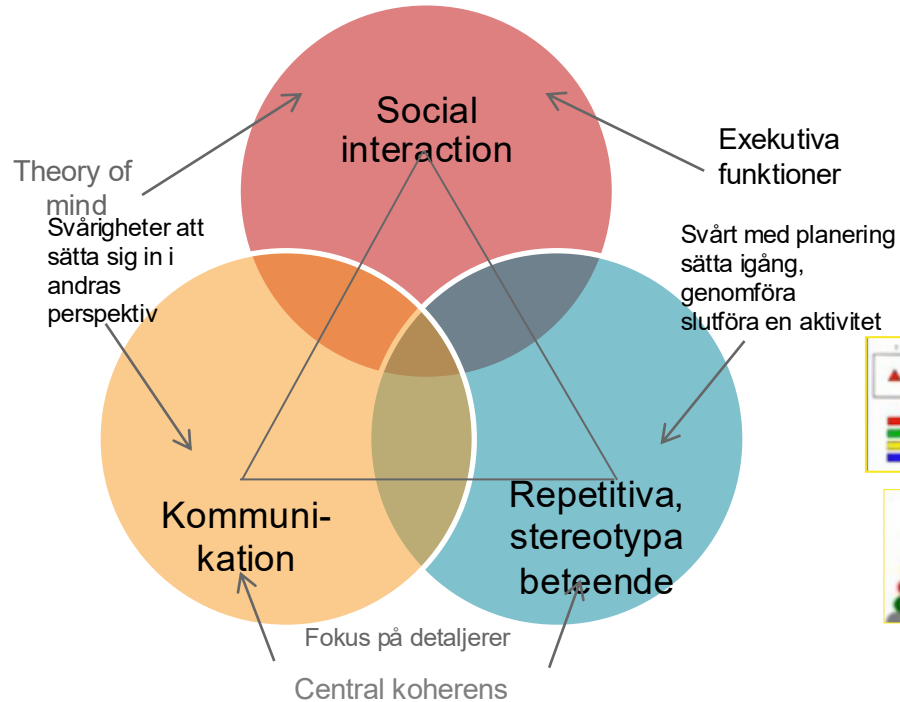 Social
interaction
Theory of
mind
Svårigheter att
sätta sig in i
andras
perspektiv
Exekutiva
funktioner
Svårt med planering
sätta igång,
genomföra
slutföra en aktivitet
Kommuni-
kation
Repetitiva,
stereotypa
beteende
Fokus på detaljerer
Central koherens